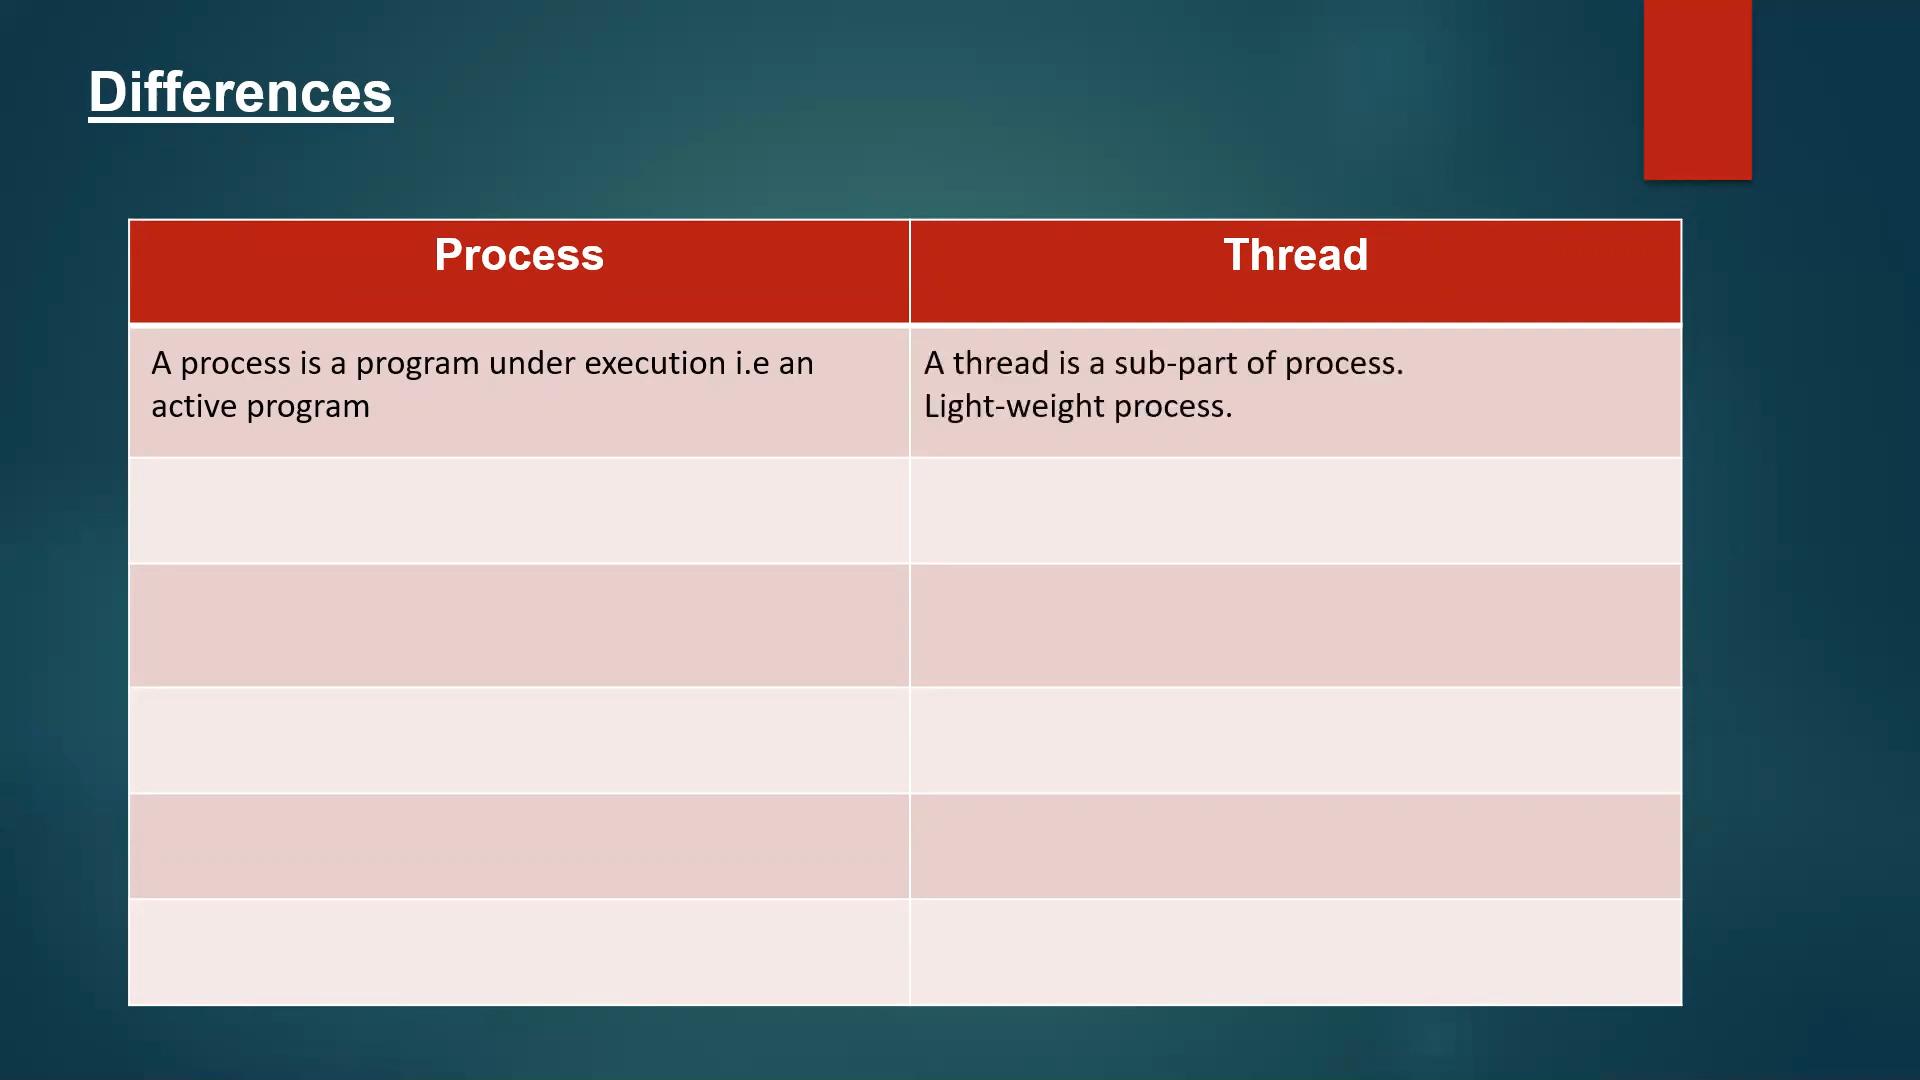 Differences
Process
Thread
A process is a program under execution i.e an
active program
A thread is a sub-part of process.
Light-weight process.